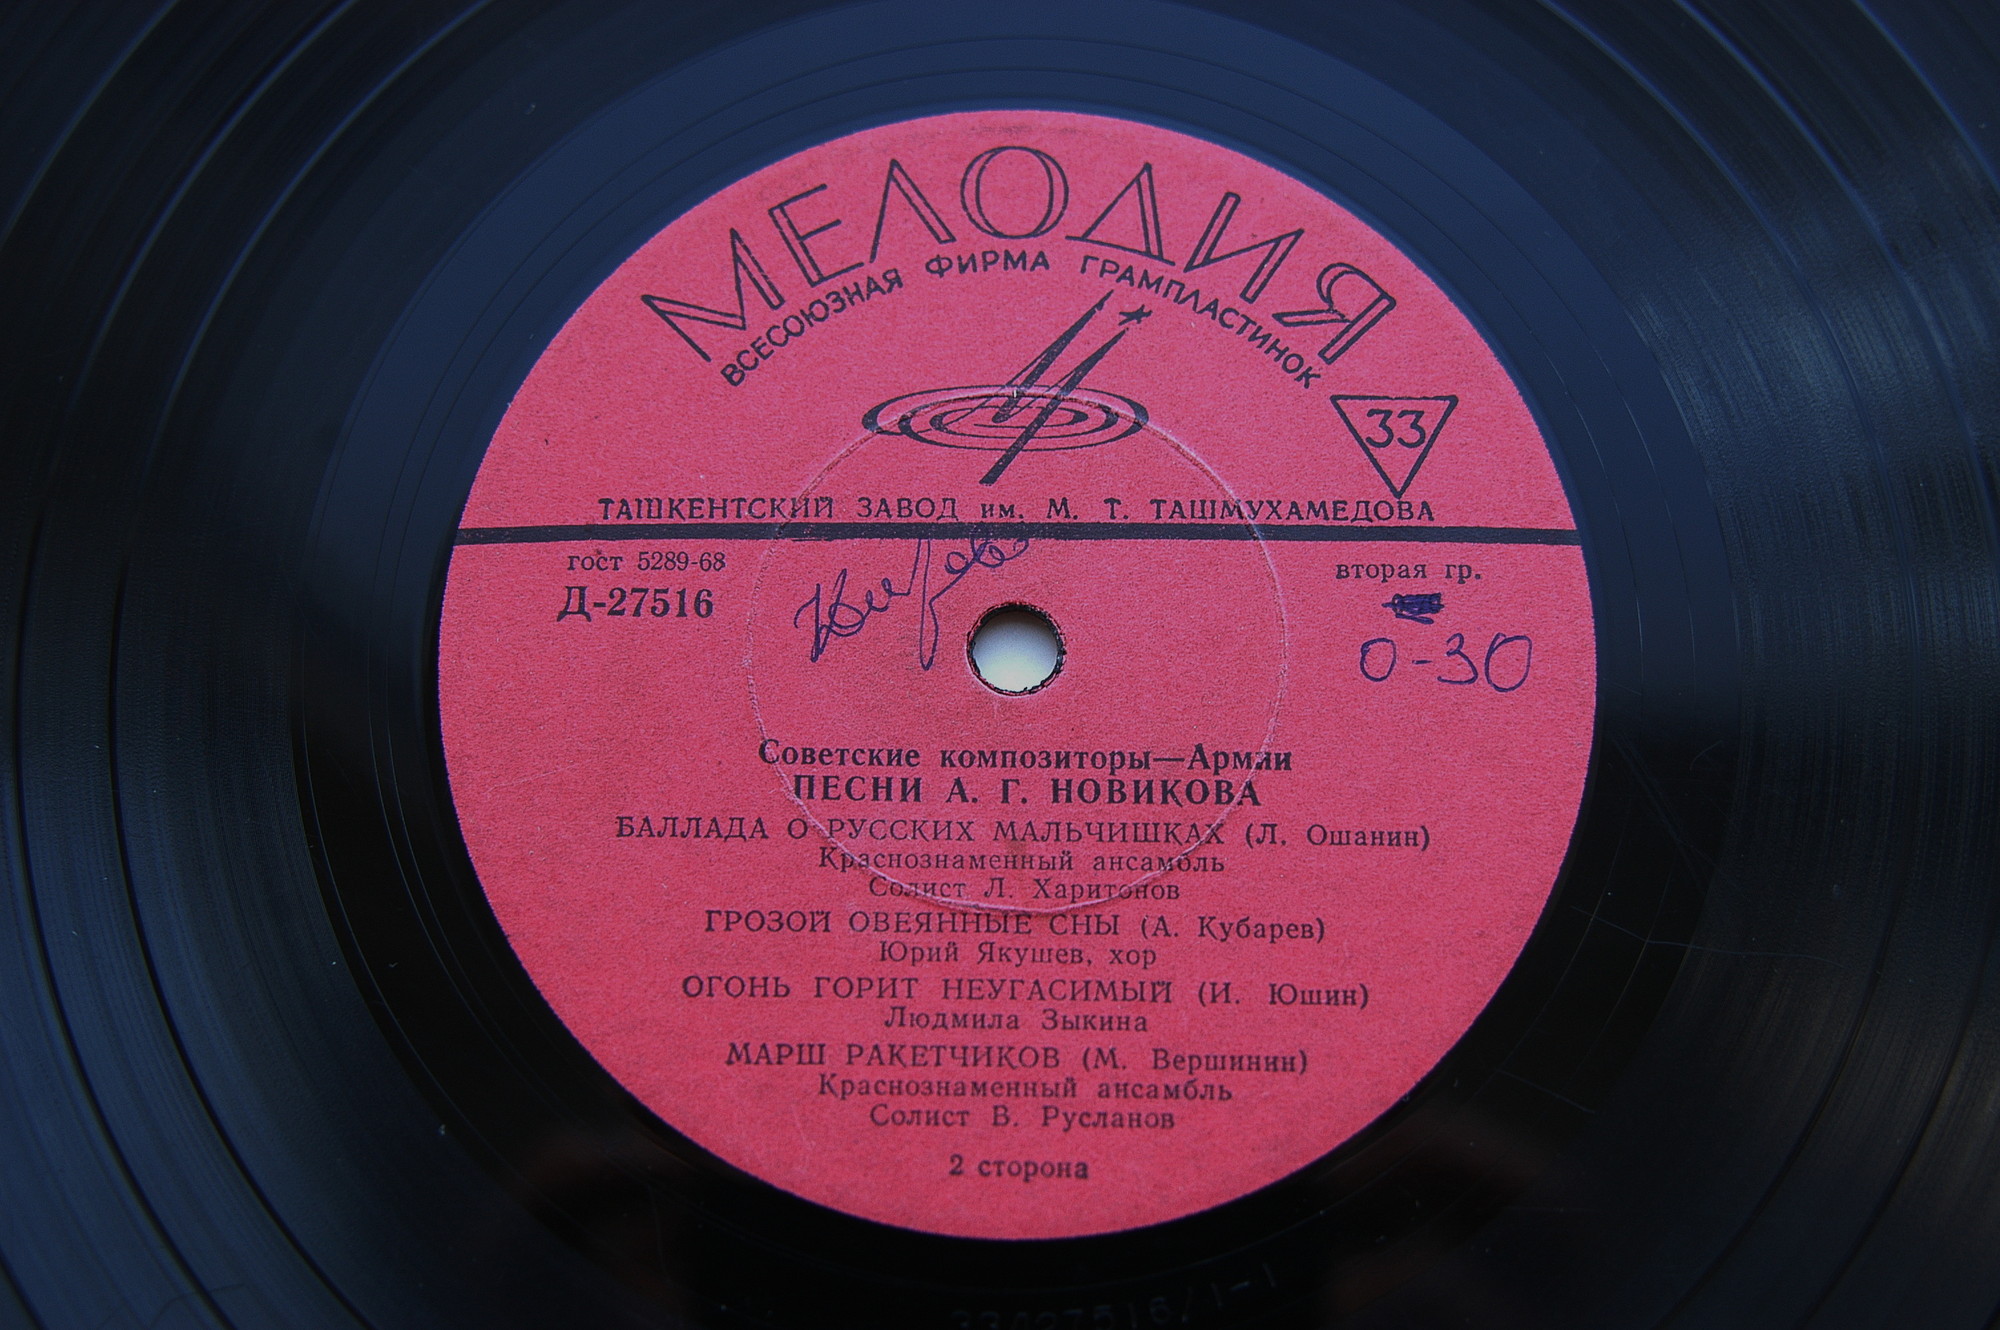 МЕЛОДИЯ
ВСЕСОЮЗНАЯ ФИРМА ГРАМПЛАСТИНОК
33
ТАШКЕНТСКИЙ ЗАВОД им. М. Т. ТАШМУХАМЕДОВА
гост 5289-68
вторая гр.
Д-27516
0-30
Советские композиторы—Армии
ПЕСНИ А. Г. НОВИКОВА
БАЛЛАДА О РУССКИХ МАЛЬЧИШКАХ (Л. Ошанин)
Краснознаменный ансамбль
Солист Л. Харитонов
ГРОЗОЙ ОВЕЯННЫЕ СНЫ (А. Кубарев)
Юрий Якушев, хор
ОГОНЬ ГОРИТ НЕУГАСИМЫЙ (И. Юшин)
Людмила Зыкина
МАРШ РАКЕТЧИКОВ (М. Вершинин)
Краснознаменный ансамбль
Солист В. Русланов
2 сторона